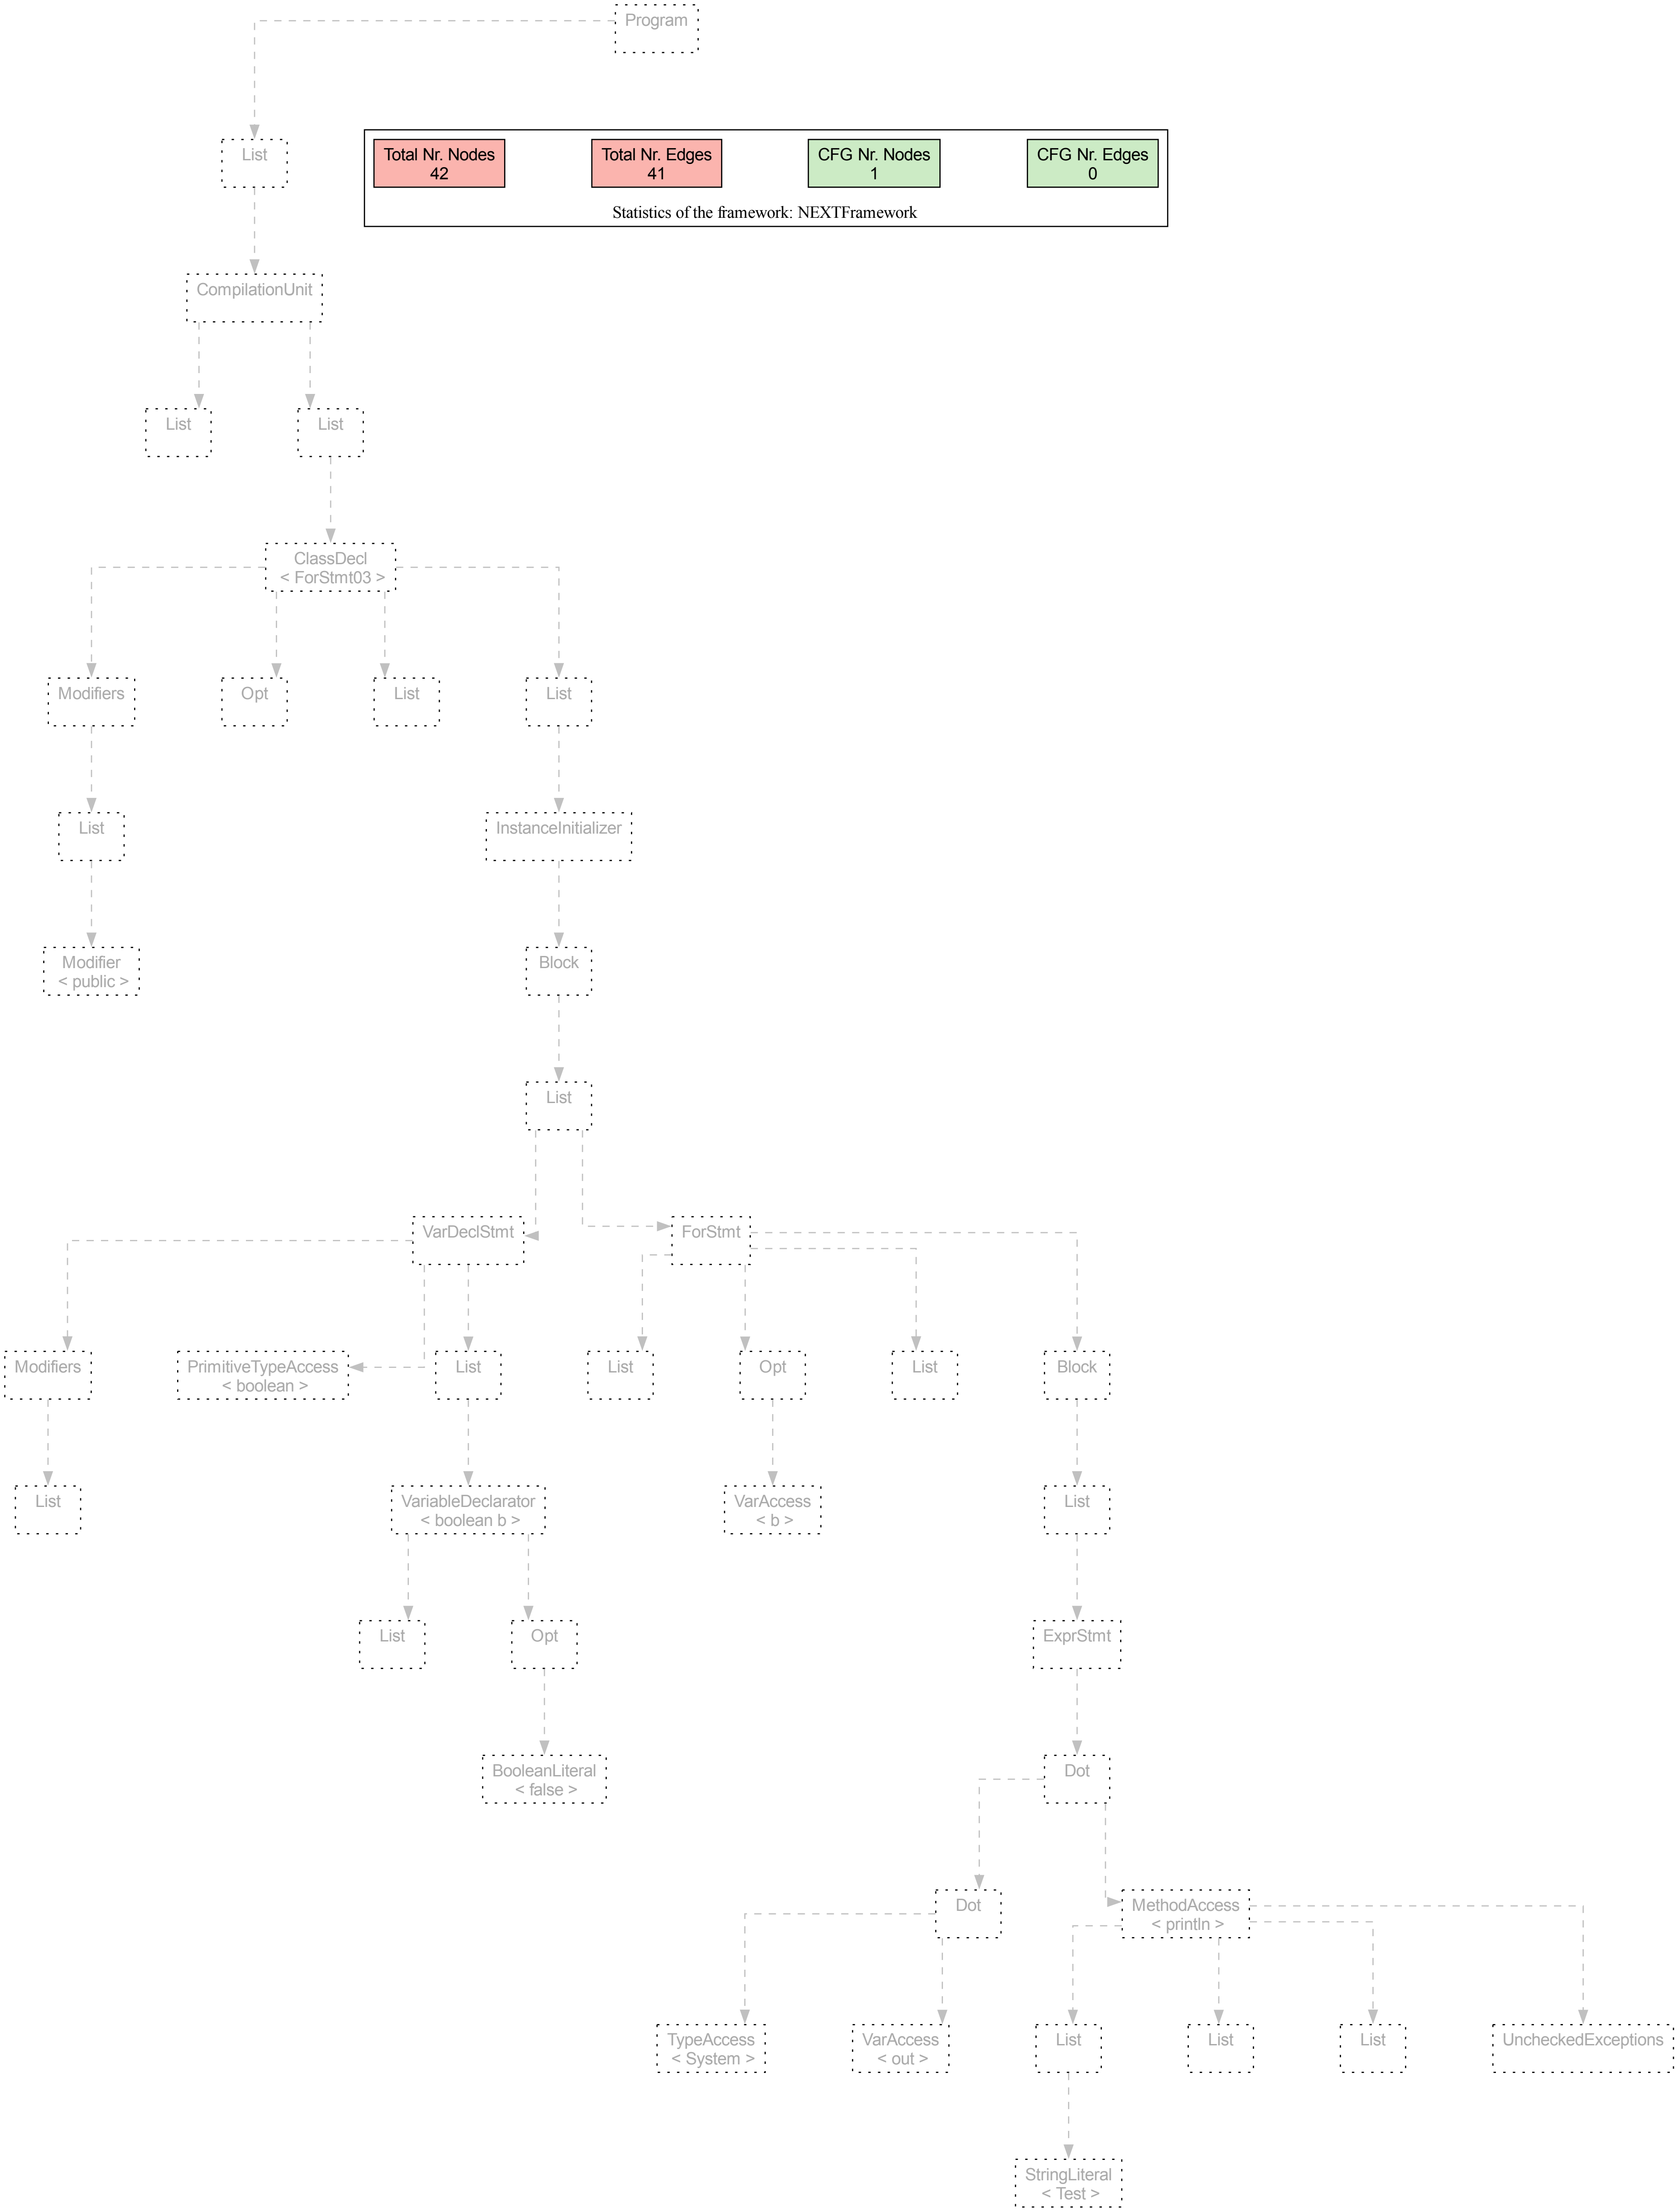 Program
List
Total Nr. Nodes
42
Total Nr. Edges
41
CFG Nr. Nodes
1
CFG Nr. Edges
0
Statistics of the framework: NEXTFramework
CompilationUnit
List
List
ClassDecl
< ForStmt03 >
Modifiers
Opt
List
List
List
InstanceInitializer
Modifier
< public >
Block
List
VarDeclStmt
ForStmt
Modifiers
PrimitiveTypeAccess
< boolean >
List
List
Opt
List
Block
List
VariableDeclarator
< boolean b >
VarAccess
< b >
List
List
Opt
ExprStmt
BooleanLiteral
< false >
Dot
Dot
MethodAccess
< println >
TypeAccess
< System >
VarAccess
< out >
List
List
List
UncheckedExceptions
StringLiteral
< Test >